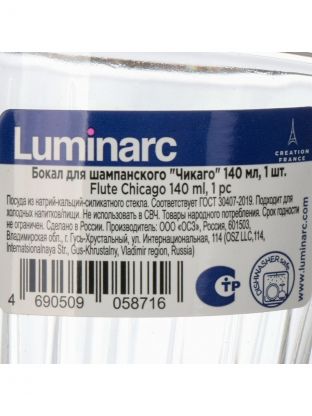 Luminarc
CREATION
FRANCE
Бокал для шампанского "Чикаго" 140 мл, 1 шт.
Flute Chicago 140 ml, 1 pc
Посуда из натрий-кальций-силикатного стекла. Соответствует ГОСТ 30407-2019. Подходит для
холодных напитков/пищи. Не использовать в СВЧ. Товары народного потребления. Срок годности
не ограничен. Сделано в России. Производитель: ООО «ОСЗ», Россия, 601503,
Владимирская обл., г. Гусь-Хрустальный, ул. Интернациональная, 114 (OSZ LLC,114,
Internatsionalnaya Str., Gus-Khrustalny, Vladimir region, Russia)
4 690509 058716
СТР
DISHWASHER safe
www.luminarc.com